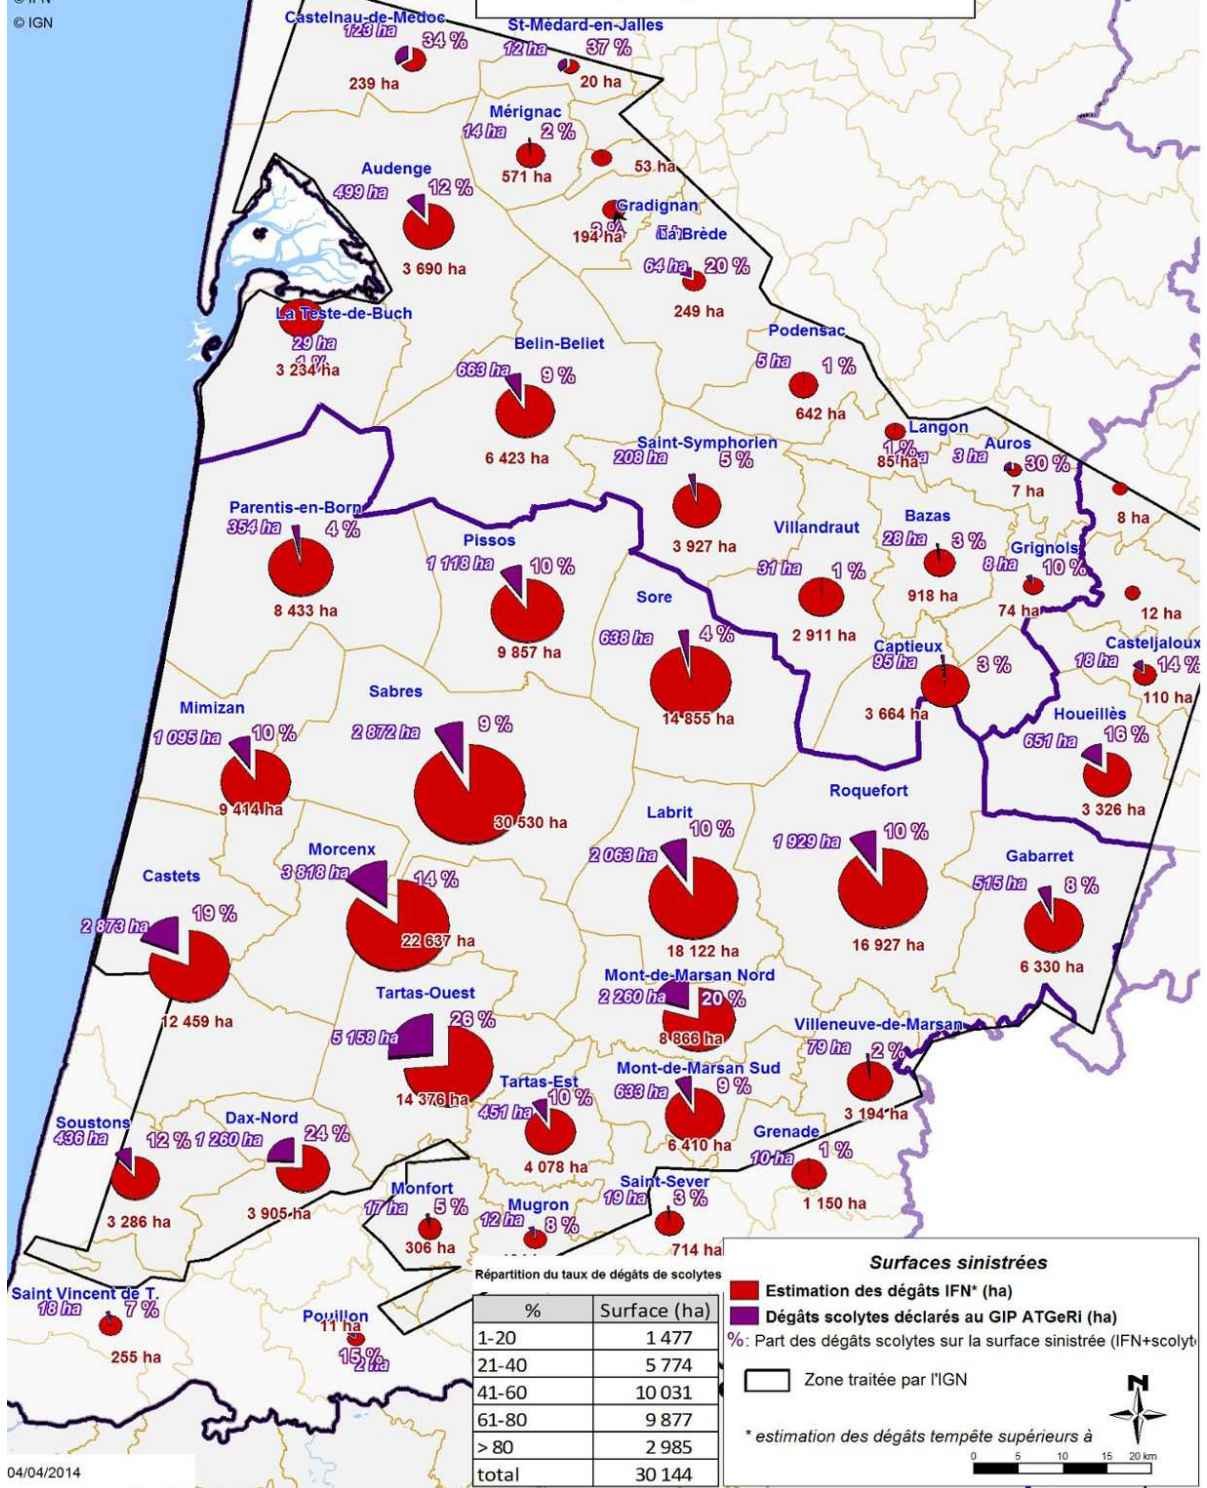 © IGN
Castelnau-de-Medoc
123 ha
34 %
239 ha
St-Médard-en-Jalles
12 ha
37 %
20 ha
Mérignac
14 ha
2 %
571 ha
53 ha
Audenge
499 ha
12 %
3 690 ha
Gradignan
194 ha
La Brède
64 ha
20 %
249 ha
La Teste-de-Buch
29 ha
1 %
3 234 ha
Belin-Beliet
663 ha
9 %
6 423 ha
Podensac
5 ha
1 %
642 ha
Langon
1 %
85 ha
Auros
3 ha
30 %
7 ha
8 ha
Saint-Symphorien
208 ha
5 %
3 927 ha
Parentis-en-Born
354 ha
4 %
8 433 ha
Pissos
1 118 ha
10 %
9 857 ha
Villandraut
31 ha
1 %
2 911 ha
Bazas
28 ha
3 %
918 ha
Grignols
8 ha
10 %
74 ha
12 ha
Sore
638 ha
4 %
14 855 ha
Captieux
95 ha
3 %
3 664 ha
Casteljaloux
18 ha
14 %
110 ha
Mimizan
1 095 ha
10 %
9 414 ha
Sabres
2 872 ha
9 %
30 530 ha
Houeillès
651 ha
16 %
3 326 ha
Labrit
2 063 ha
10 %
18 122 ha
Roquefort
1 929 ha
10 %
16 927 ha
Gabarret
515 ha
8 %
6 330 ha
Castets
2 873 ha
19 %
12 459 ha
Morcenx
3 818 ha
14 %
22 637 ha
Mont-de-Marsan Nord
2 260 ha
20 %
8 866 ha
Tartas-Ouest
5 158 ha
26 %
14 376 ha
Villeneuve-de-Marsan
79 ha
2 %
3 194 ha
Tartas-Est
451 ha
10 %
4 078 ha
Mont-de-Marsan Sud
633 ha
9 %
6 410 ha
Soustons
436 ha
12 %
3 286 ha
Dax-Nord
1 260 ha
24 %
3 905 ha
Grenade
10 ha
1 %
1 150 ha
Monfort
17 ha
5 %
306 ha
Mugron
12 ha
8 %
Saint-Sever
19 ha
3 %
714 ha
Saint Vincent de T.
18 ha
7 %
255 ha
Pouillon
11 ha
15 %
2 ha
Répartition du taux de dégâts de scolytes
% Surface (ha)
1-20 1 477
21-40 5 774
41-60 10 031
61-80 9 877
> 80 2 985
total 30 144
Surfaces sinistrées
Estimation des dégâts IFN* (ha)
Dégâts scolytes déclarés au GIP ATGeRi (ha)
%: Part des dégâts scolytes sur la surface sinistrée (IFN+scolyt
Zone traitée par l'IGN
N
* estimation des dégâts tempête supérieurs à
0 5 10 15 20 km
04/04/2014